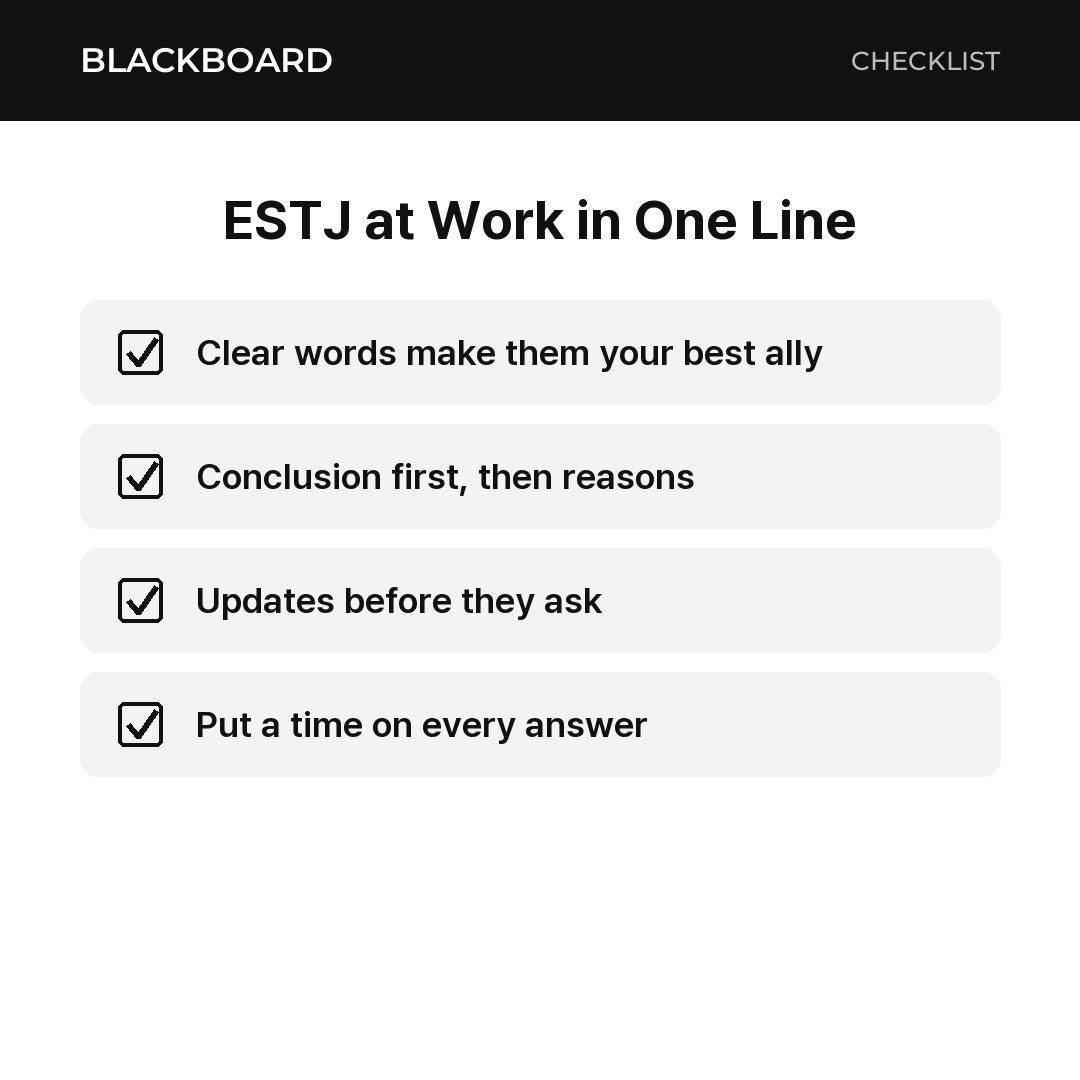 BLACKBOARD
CHECKLIST
ESTJ at Work in One Line
Clear words make them your best ally
Conclusion first, then reasons
Updates before they ask
Put a time on every answer